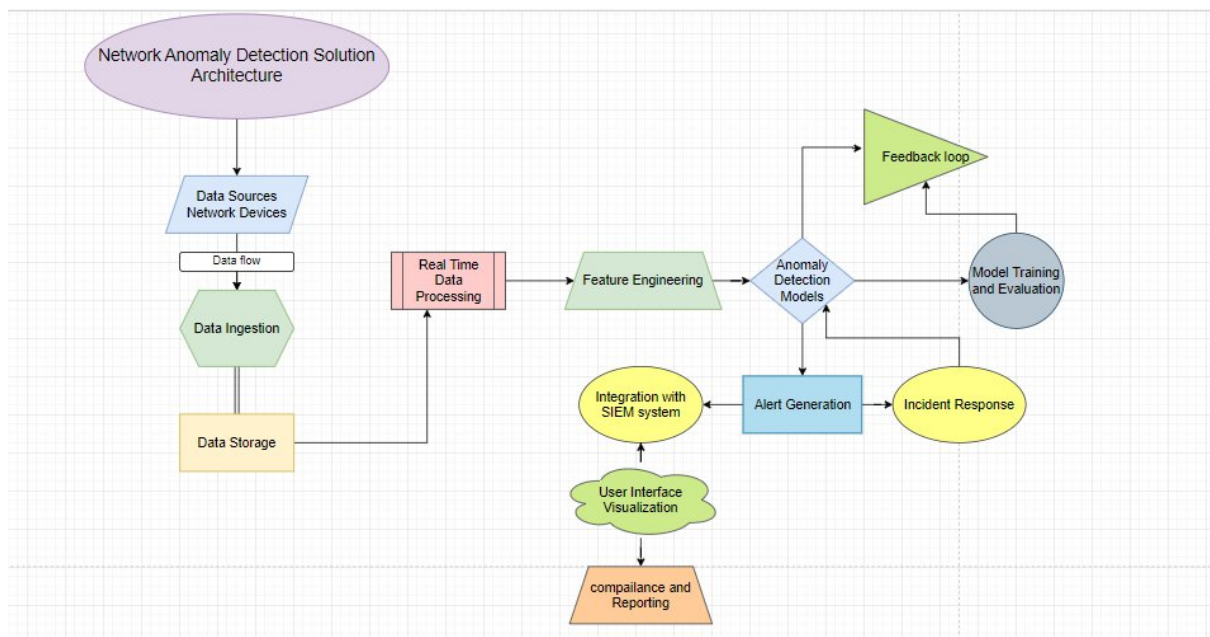 Network Anomaly Detection Solution
Architecture
Data Sources
Network Devices
Data flow
Data Ingestion
Data Storage
Real Time
Data
Processing
Feature Engineering
Anomaly
Detection
Models
Feedback loop
Model Training
and Evaluation
Integration with
SIEM system
Alert Generation
Incident Response
User Interface
Visualization
compailance and
Reporting